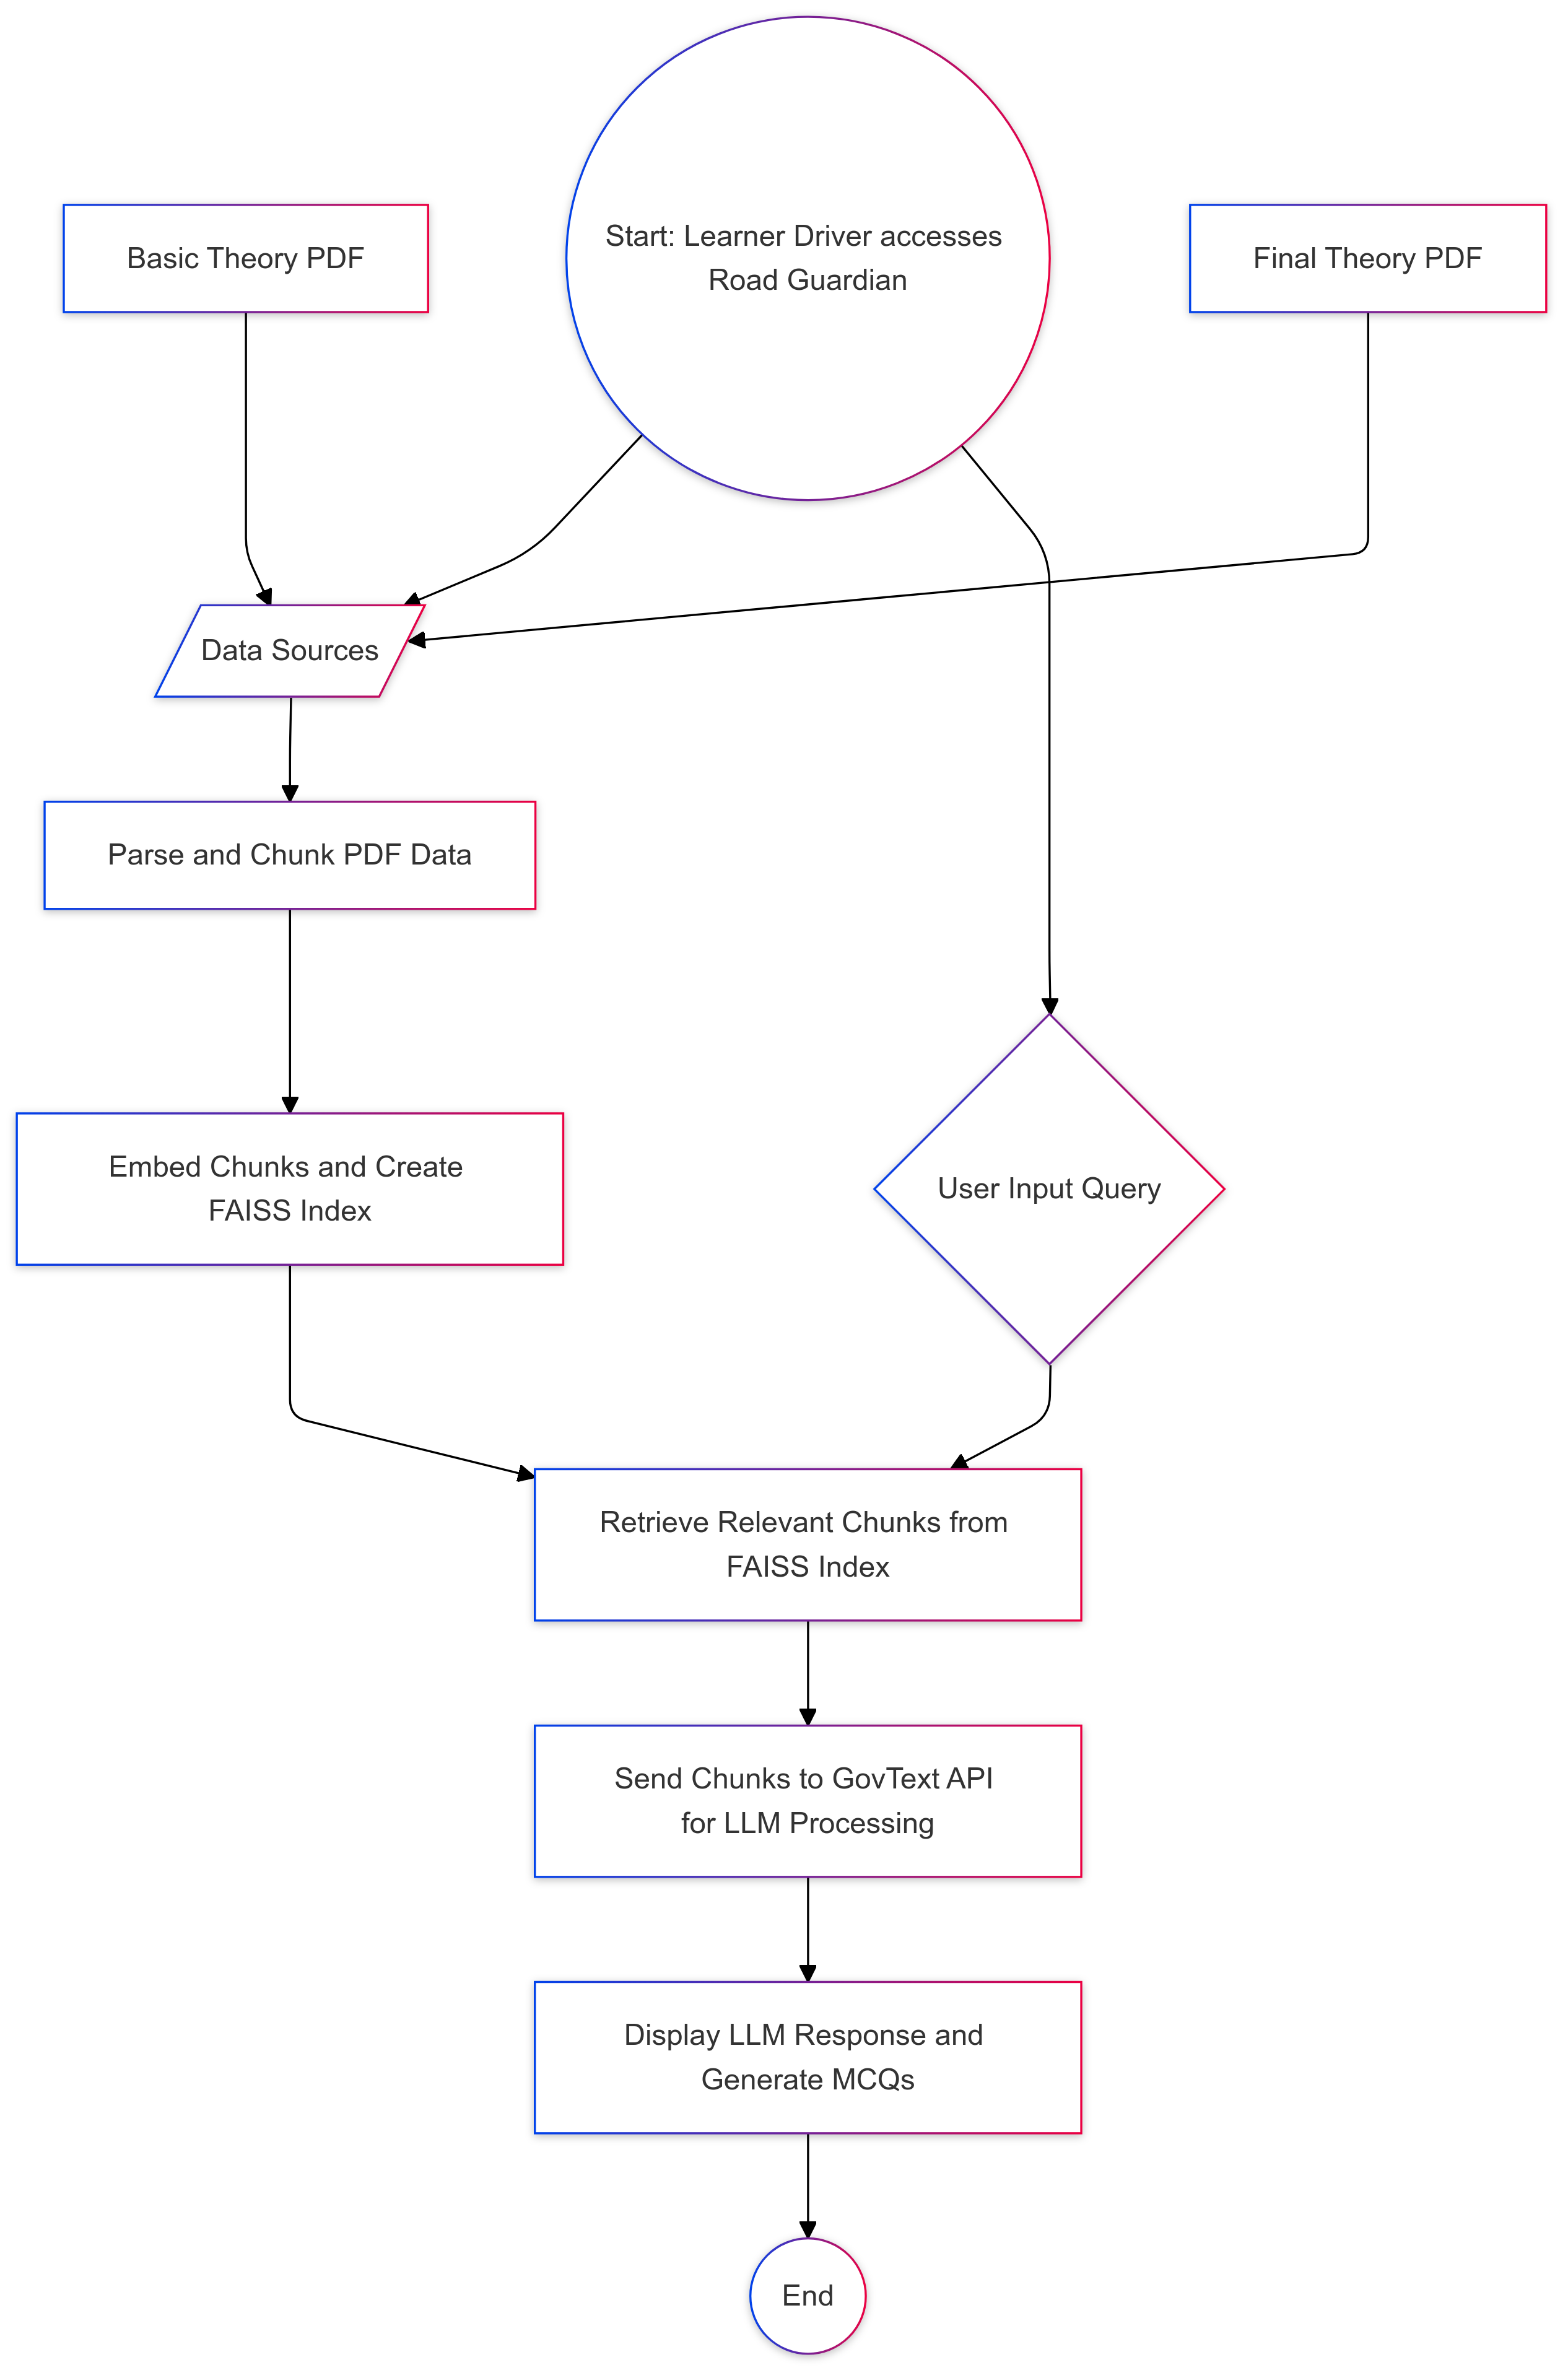 Basic Theory PDF
Start: Learner Driver accesses
Road Guardian
Final Theory PDF
Data Sources
Parse and Chunk PDF Data
Embed Chunks and Create
FAISS Index
User Input Query
Retrieve Relevant Chunks from
FAISS Index
Send Chunks to GovText API
for LLM Processing
Display LLM Response and
Generate MCQs
End